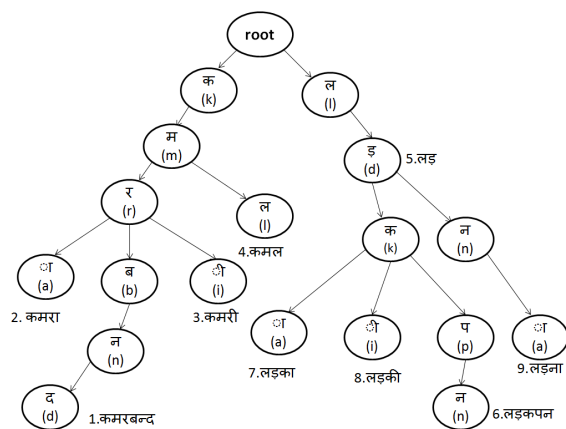 root
क
(k)
ल
(l)
म
(m)
ड़
(d)
5.लड़
र
(r)
ल
(l)
4.कमल
क
(k)
न
(n)
ा
(a)
2. कमरा
ब
(b)
ी
(i)
3.कमरी
ा
(a)
7.लड़का
ी
(i)
8.लड़की
प
(p)
ा
(a)
9.लड़ना
न
(n)
द
(d)
1.कमरबन्द
न
(n)
6.लड़कपन